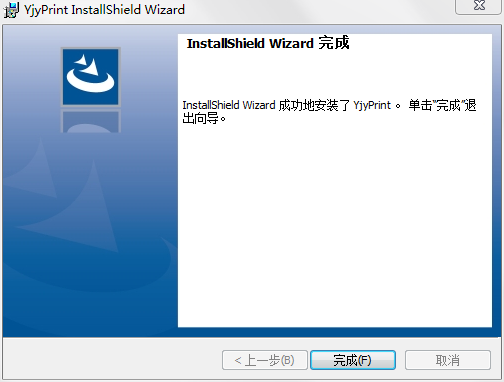 YjyPrint InstallShield Wizard
InstallShield Wizard 完成
InstallShield Wizard 成功地安装了 YjyPrint 。 单击"完成"退
出向导。
< 上一步(B)
完成(F)
取消